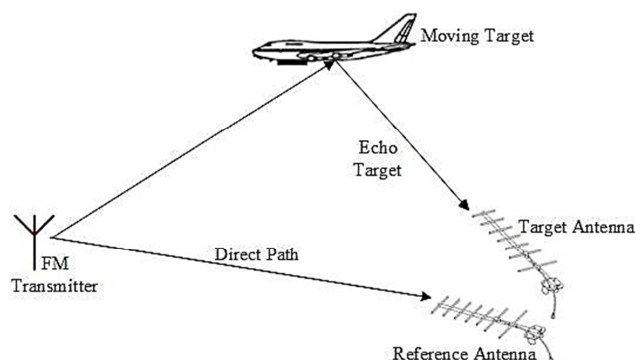 Moving Target
Echo
Target
Target Antenna
Direct Path
FM
Transmitter
Reference Antenna